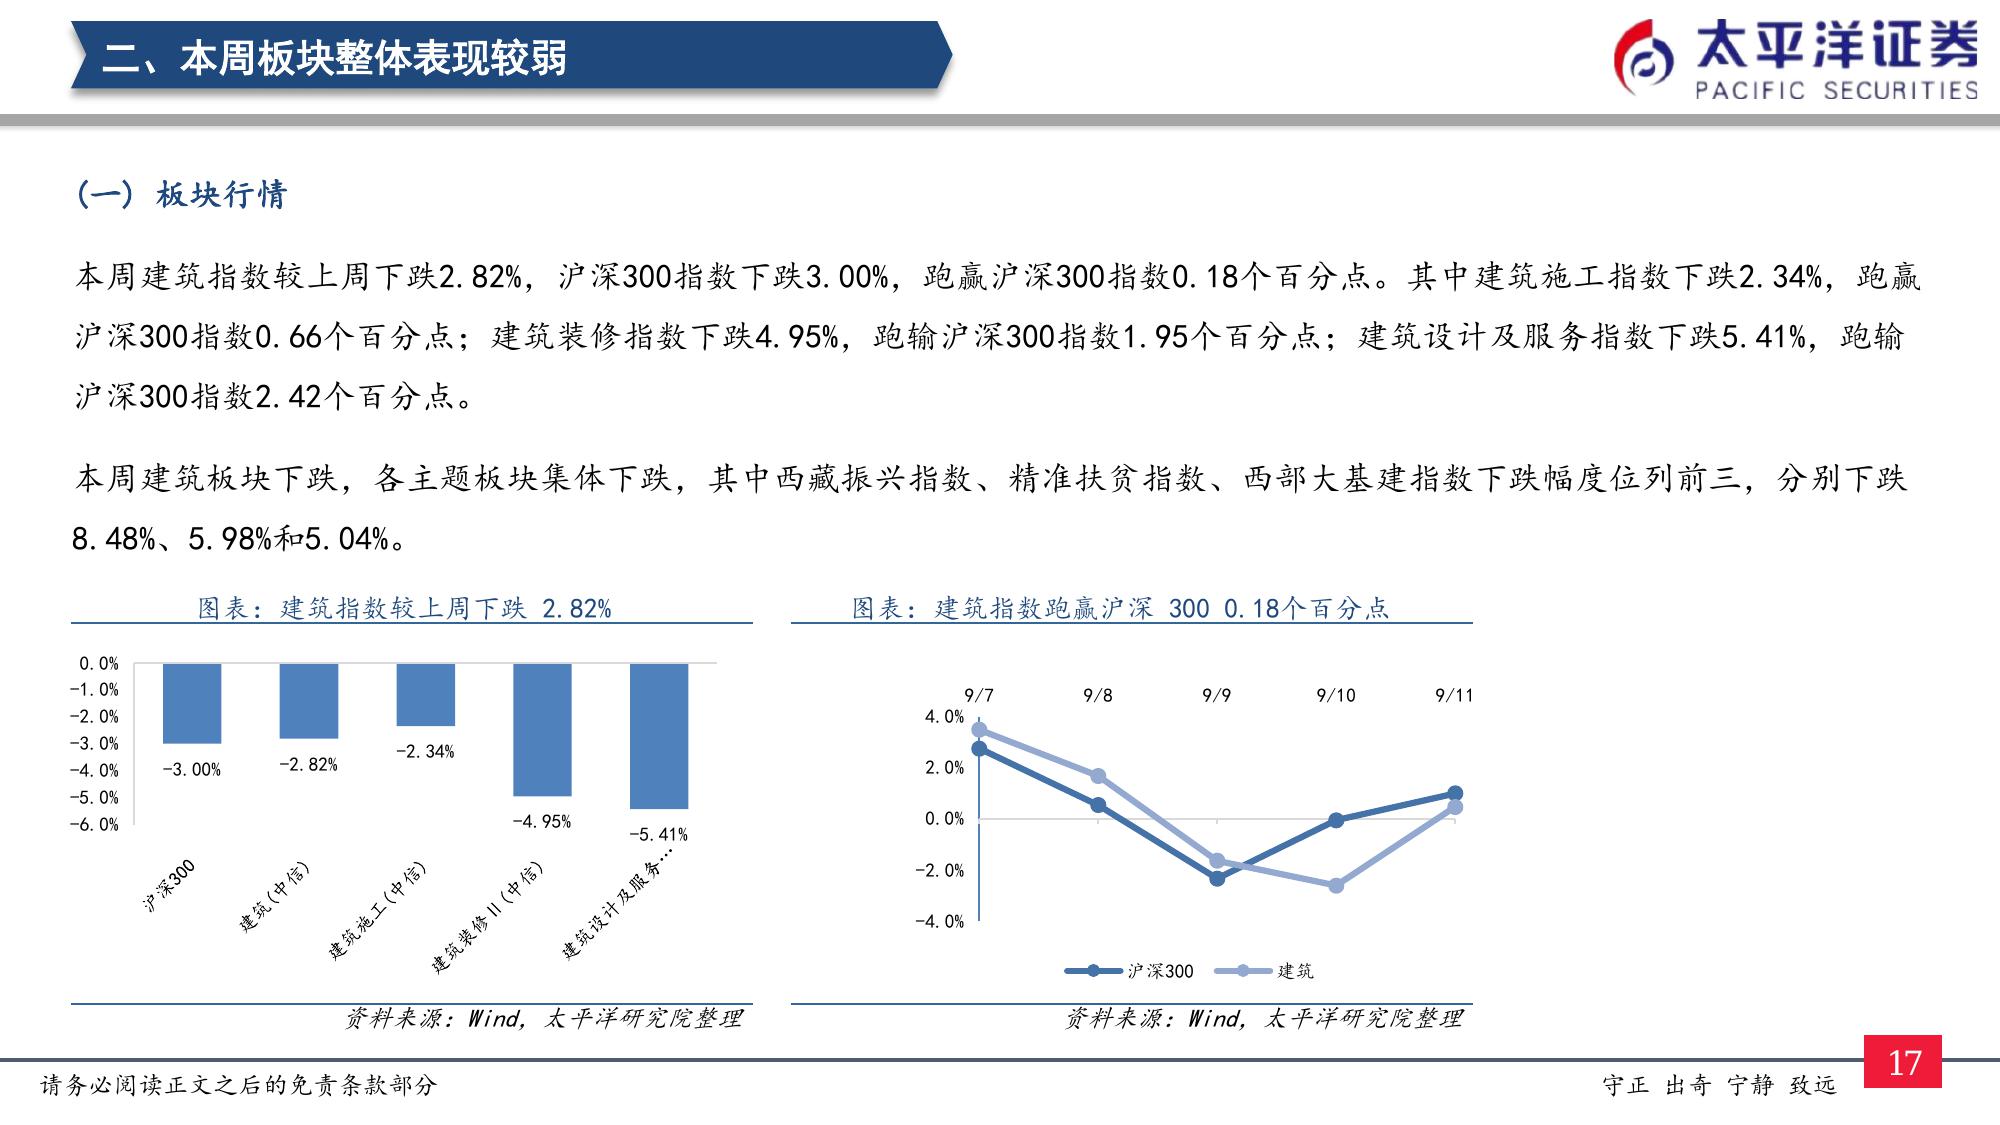 二、本周板块整体表现较弱
太平洋证券
PACIFIC SECURITIES
(一) 板块行情
本周建筑指数较上周下跌2.82%，沪深300指数下跌3.00%，跑赢沪深300指数0.18个百分点。其中建筑施工指数下跌2.34%，跑赢
沪深300指数0.66个百分点；建筑装修指数下跌4.95%，跑输沪深300指数1.95个百分点；建筑设计及服务指数下跌5.41%，跑输
沪深300指数2.42个百分点。
本周建筑板块下跌，各主题板块集体下跌，其中西藏振兴指数、精准扶贫指数、西部大基建指数下跌幅度位列前三，分别下跌
8.48%、5.98%和5.04%。
图表：建筑指数较上周下跌 2.82%
0.0%
-1.0%
-2.0%
-3.0%
-4.0%
-5.0%
-6.0%
-3.00%
-2.82%
-2.34%
-4.95%
-5.41%
沪深300
建筑(中信)
建筑施工(中信)
建筑装修Ⅱ(中信)
建筑设计及服务…
资料来源：Wind，太平洋研究院整理
图表：建筑指数跑赢沪深 300 0.18个百分点
9/7 9/8 9/9 9/10 9/11
4.0%
2.0%
0.0%
-2.0%
-4.0%
沪深300 建筑
资料来源：Wind，太平洋研究院整理
请务必阅读正文之后的免责条款部分
守正 出奇 宁静 致远
17